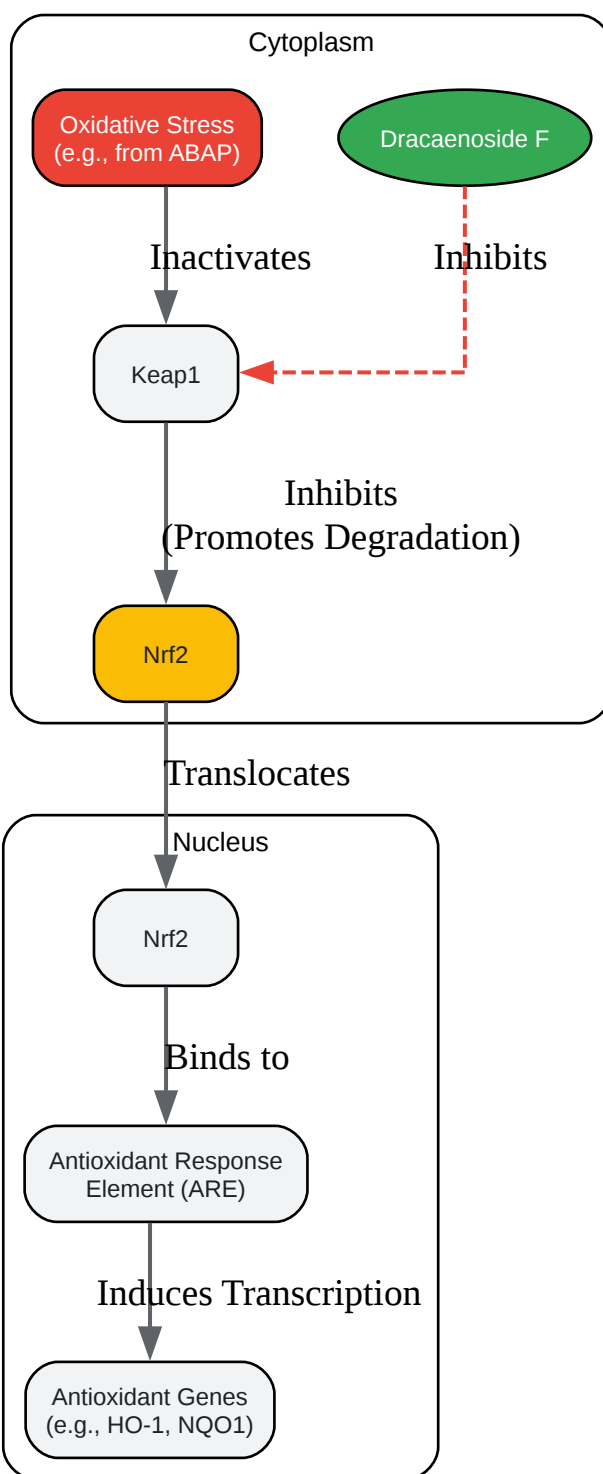 Cytoplasm
Oxidative Stress
(e.g., from ABAP)
Dracaenoside F
Inactivates
Inhibits
Keap1
Inhibits
(Promotes Degradation)
Nrf2
Translocates
Nucleus
Nrf2
Binds to
Antioxidant Response
Element (ARE)
Induces Transcription
Antioxidant Genes
(e.g., HO-1, NQO1)